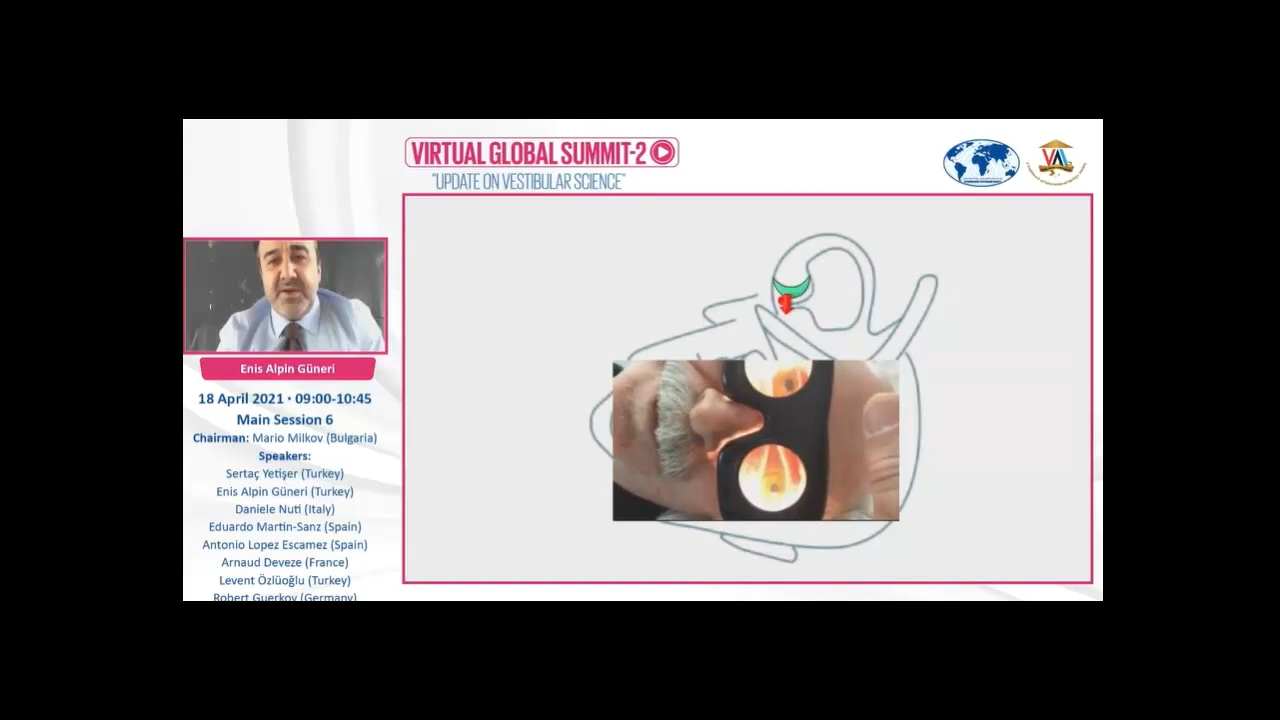 VIRTUAL GLOBAL SUMMIT-2
"UPDATE ON VESTIBULAR SCIENCE"
Enis Alpin Güneri
18 April 2021 • 09:00-10:45
Main Session 6
Chairman: Mario Milkov (Bulgaria)
Speakers:
Sertaç Yetişer (Turkey)
Enis Alpin Güneri (Turkey)
Daniele Nuti (Italy)
Eduardo Martin-Sanz (Spain)
Antonio Lopez Escamez (Spain)
Arnaud Deveze (France)
Levent Özlüoğlu (Turkey)
Robert Guerkov (Germany)
g